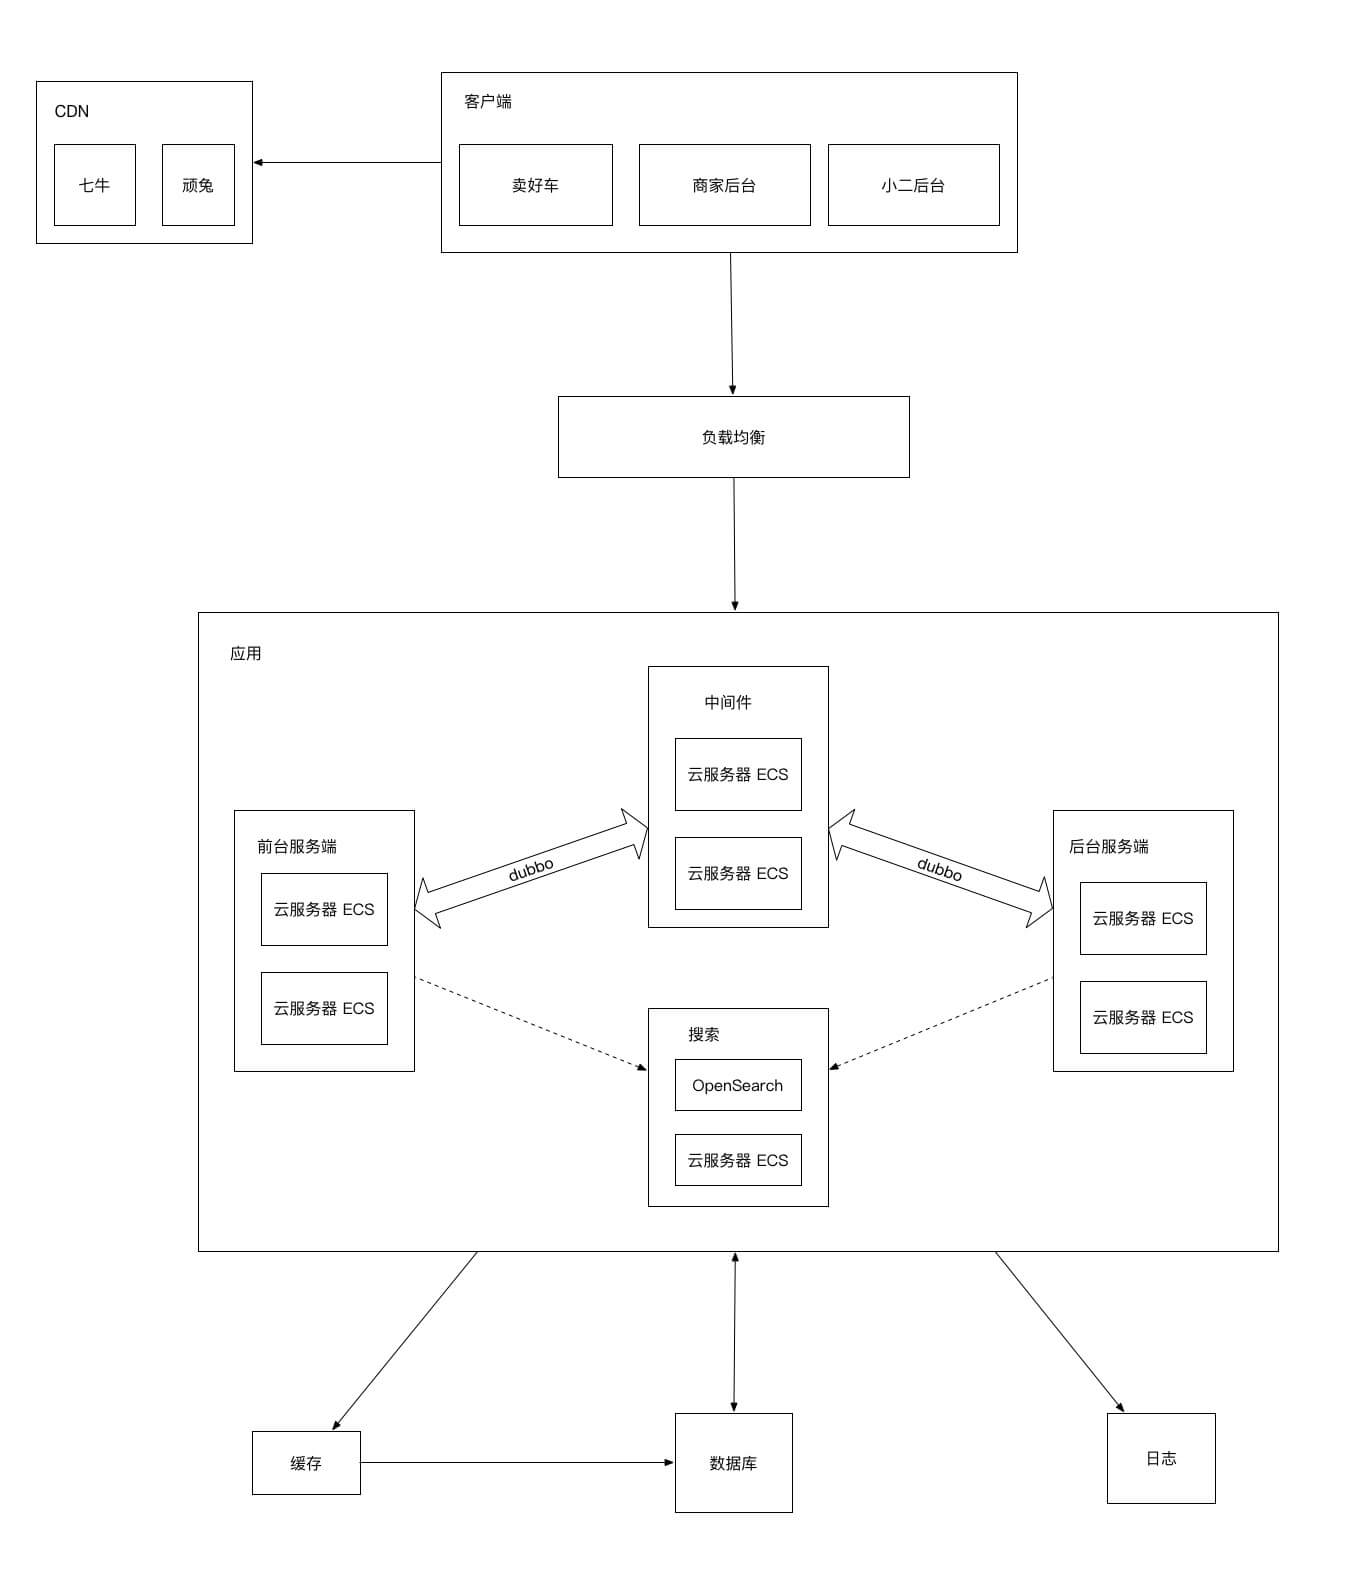 CDN
七牛
顽兔
客户端
卖好车
商家后台
小二后台
负载均衡
应用
中间件
云服务器 ECS
云服务器 ECS
前台服务端
云服务器 ECS
云服务器 ECS
dubbo
dubbo
后台服务端
云服务器 ECS
云服务器 ECS
搜索
OpenSearch
云服务器 ECS
缓存
数据库
日志